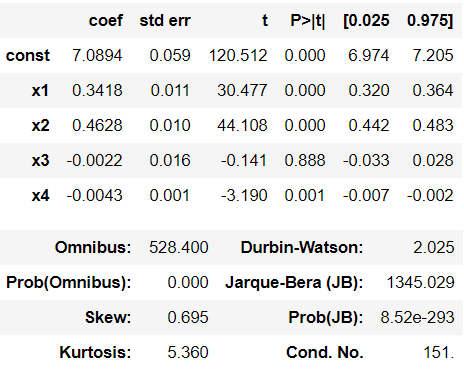 coef std err t P>|t| [0.025 0.975]
const 7.0894 0.059 120.512 0.000 6.974 7.205
x1 0.3418 0.011 30.477 0.000 0.320 0.364
x2 0.4628 0.010 44.108 0.000 0.442 0.483
x3 -0.0022 0.016 -0.141 0.888 -0.033 0.028
x4 -0.0043 0.001 -3.190 0.001 -0.007 -0.002
Omnibus: 528.400 Durbin-Watson: 2.025
Prob(Omnibus): 0.000 Jarque-Bera (JB): 1345.029
Skew: 0.695 Prob(JB): 8.52e-293
Kurtosis: 5.360 Cond. No. 151.